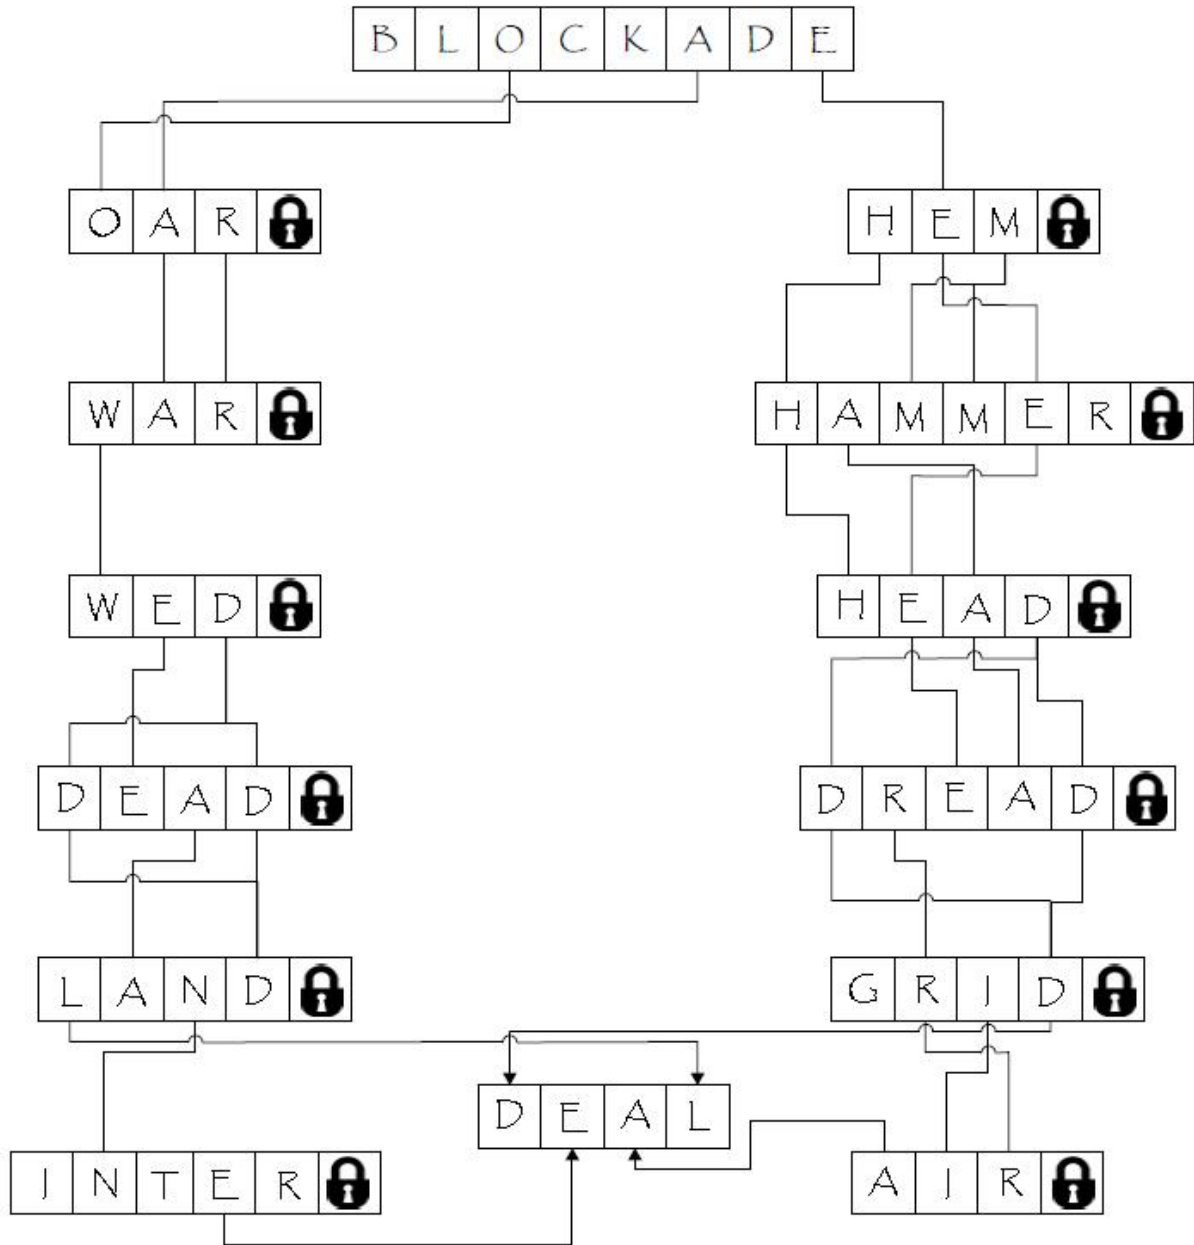 BLOCKADE
OAR
HEM
WAR
HAMMER
WED
HEAD
DEAD
DREAD
LAND
GRID
DEAL
INTER
AIR